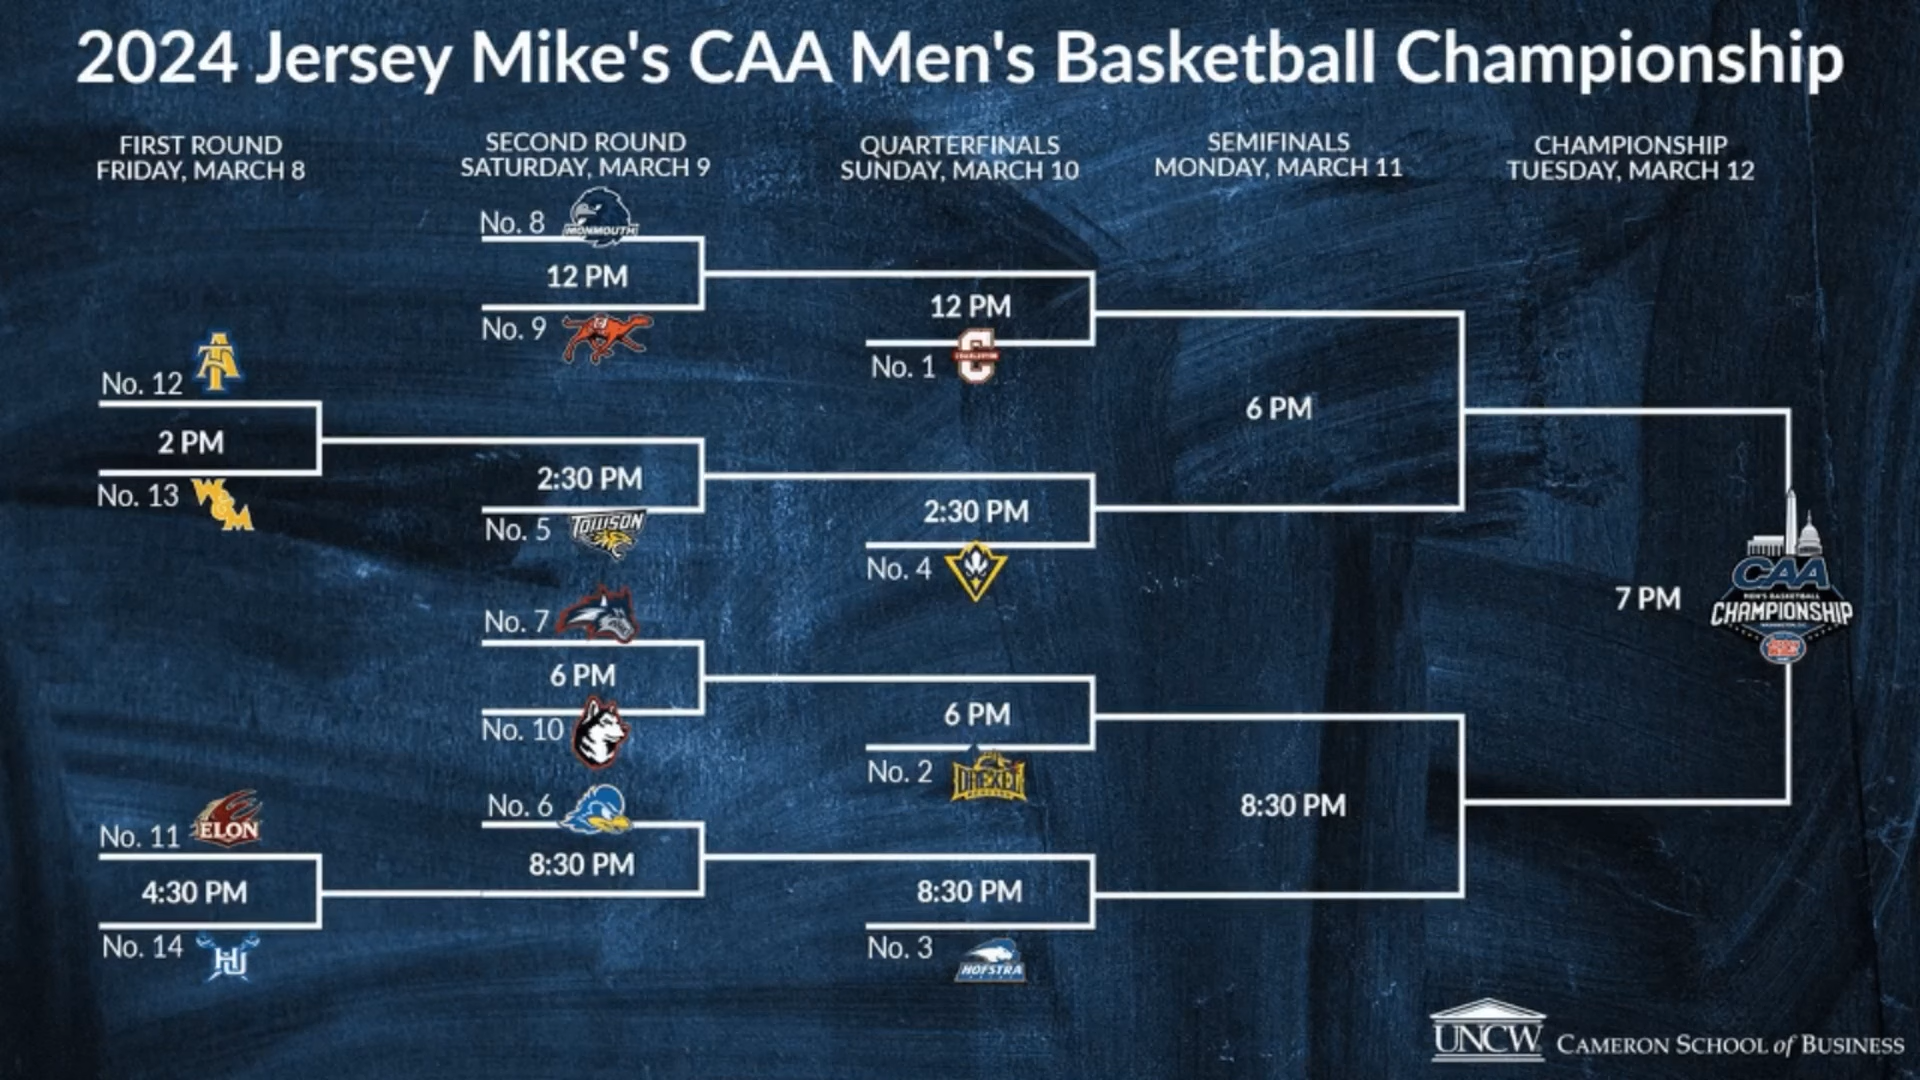 2024 Jersey Mike's CAA Men's Basketball Championship
FIRST ROUND
FRIDAY, MARCH 8
SECOND ROUND
SATURDAY, MARCH 9
QUARTERFINALS
SUNDAY, MARCH 10
SEMIFINALS
MONDAY, MARCH 11
CHAMPIONSHIP
TUESDAY, MARCH 12
No. 12
AT
2 PM
No. 13
W&M
No. 11
ELON
4:30 PM
No. 14
HU
No. 8
MONMOUTH
12 PM
No. 9
2:30 PM
No. 5
TOWSON
No. 7
6 PM
No. 10
No. 6
8:30 PM
12 PM
No. 1
C
CHARLESTON
2:30 PM
No. 4
6 PM
No. 2
DREXEL
8:30 PM
No. 3
HOFSTRA
6 PM
8:30 PM
7 PM
CAA
MEN'S BASKETBALL
CHAMPIONSHIP
UNCW CAMERON SCHOOL of BUSINESS